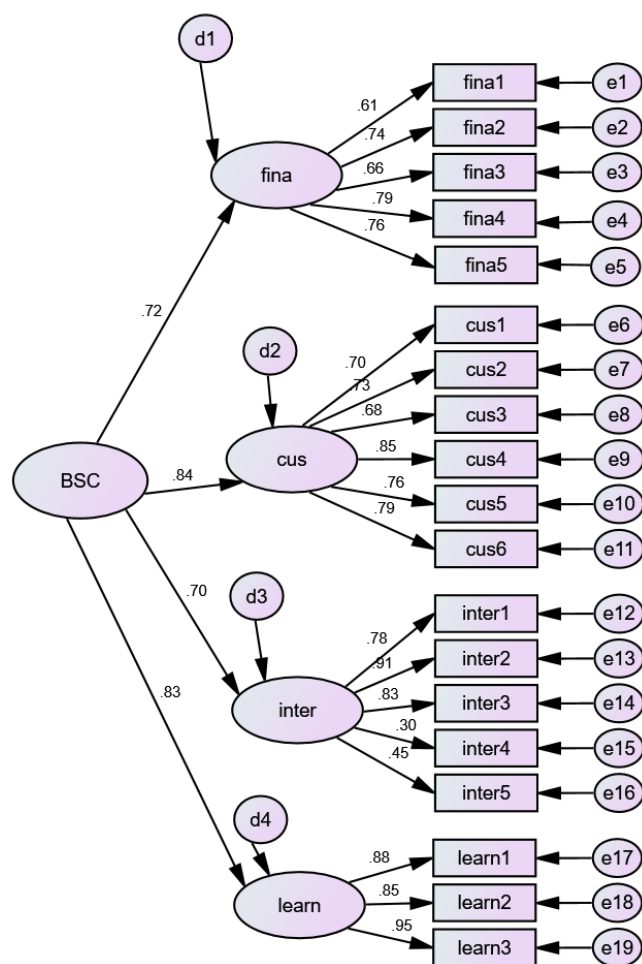 d1
fina1
e1
.61
fina2
e2
.74
fina
.66
fina3
e3
.79
fina4
e4
.76
fina5
e5
.72
cus1
e6
d2
.70
cus2
e7
.73
.68
cus3
e8
BSC
.84
cus
.85
cus4
e9
.76
cus5
e10
.79
cus6
e11
.70
d3
inter1
e12
.78
.91
inter2
e13
.83
inter
.83
inter3
e14
.30
inter4
e15
.45
inter5
e16
d4
.88
learn1
e17
learn
.85
learn2
e18
.95
learn3
e19